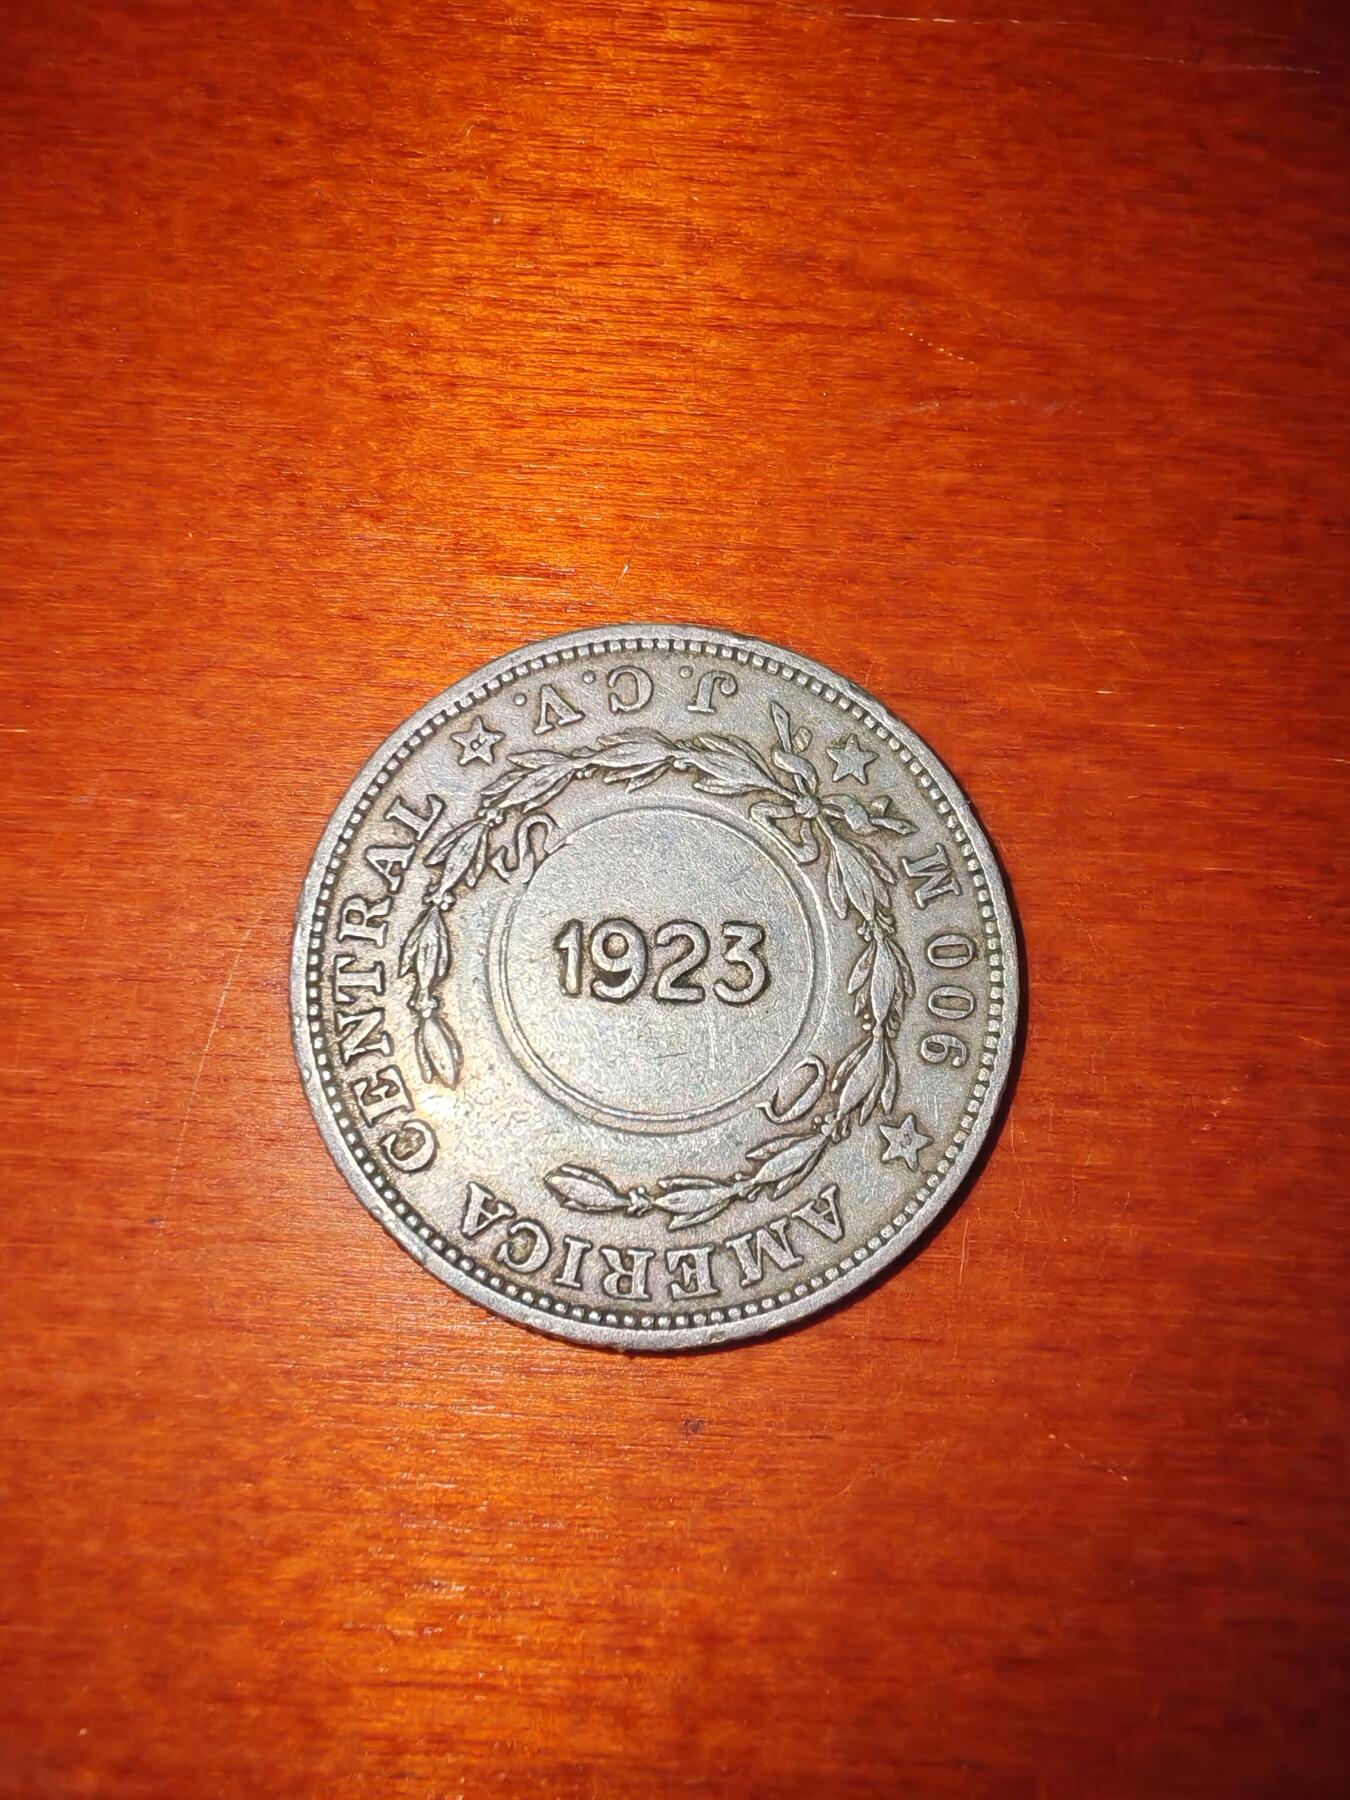 AMERICA CENTRAL
1923
900 M J.C.V.